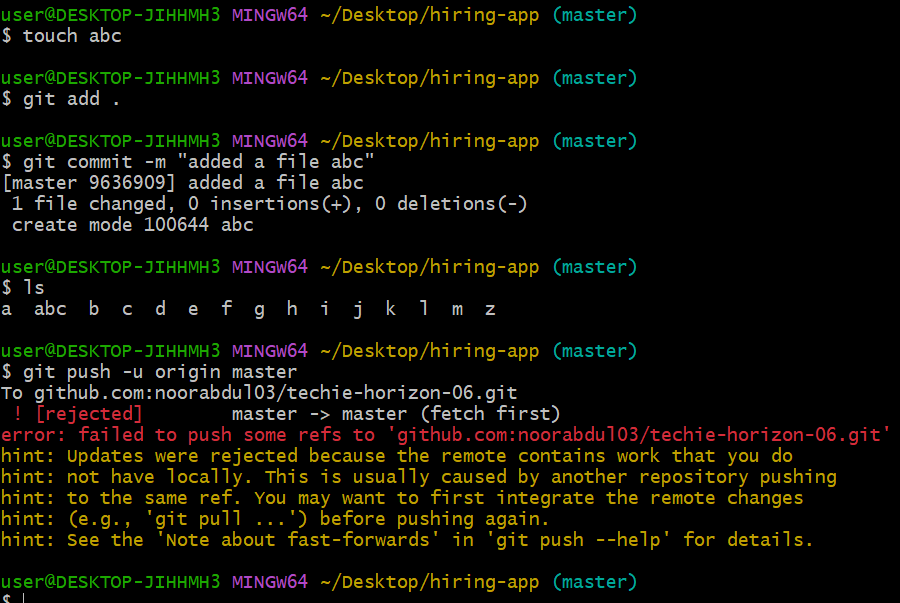 user@DESKTOP-JIHHMH3 MINGW64 ~/Desktop/hiring-app (master)
$ touch abc
user@DESKTOP-JIHHMH3 MINGW64 ~/Desktop/hiring-app (master)
$ git add .
user@DESKTOP-JIHHMH3 MINGW64 ~/Desktop/hiring-app (master)
$ git commit -m "added a file abc"
[master 9636909] added a file abc
 1 file changed, 0 insertions(+), 0 deletions(-)
 create mode 100644 abc
user@DESKTOP-JIHHMH3 MINGW64 ~/Desktop/hiring-app (master)
$ ls
a  abc  b  c  d  e  f  g  h  i  j  k  l  m  z
user@DESKTOP-JIHHMH3 MINGW64 ~/Desktop/hiring-app (master)
$ git push -u origin master
To github.com:noorabdul03/techie-horizon-06.git
 ! [rejected]        master -> master (fetch first)
error: failed to push some refs to 'github.com:noorabdul03/techie-horizon-06.git'
hint: Updates were rejected because the remote contains work that you do
hint: not have locally. This is usually caused by another repository pushing
hint: to the same ref. You may want to first integrate the remote changes
hint: (e.g., 'git pull ...') before pushing again.
hint: See the 'Note about fast-forwards' in 'git push --help' for details.
user@DESKTOP-JIHHMH3 MINGW64 ~/Desktop/hiring-app (master)
$